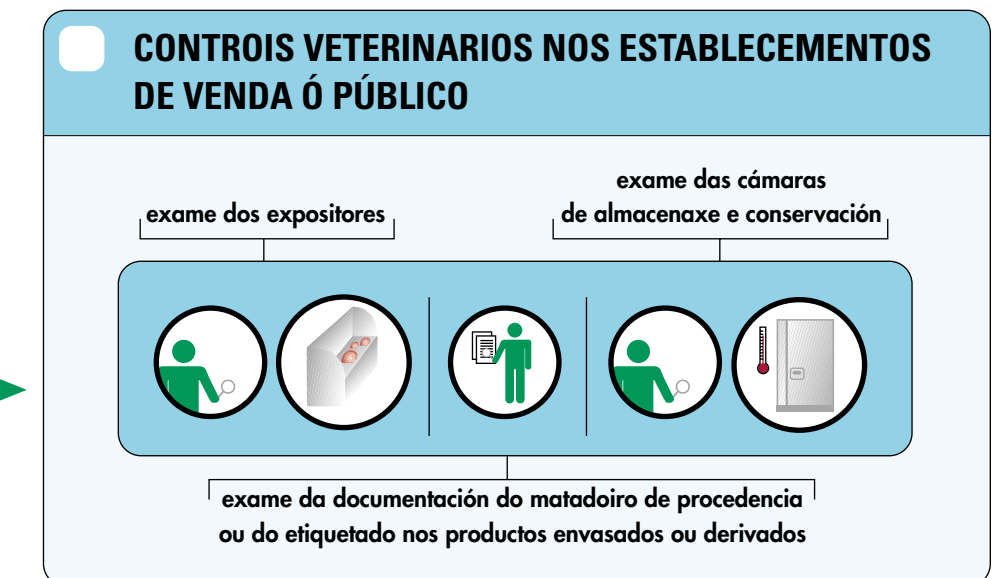 CONTROIS VETERINARIOS NOS ESTABLECEMENTOS
DE VENDA Ó PÚBLICO
exame dos expositores
exame das cámaras
de almacenaxe e conservación
exame da documentación do matadoiro de procedencia
ou do etiquetado nos productos envasados ou derivados